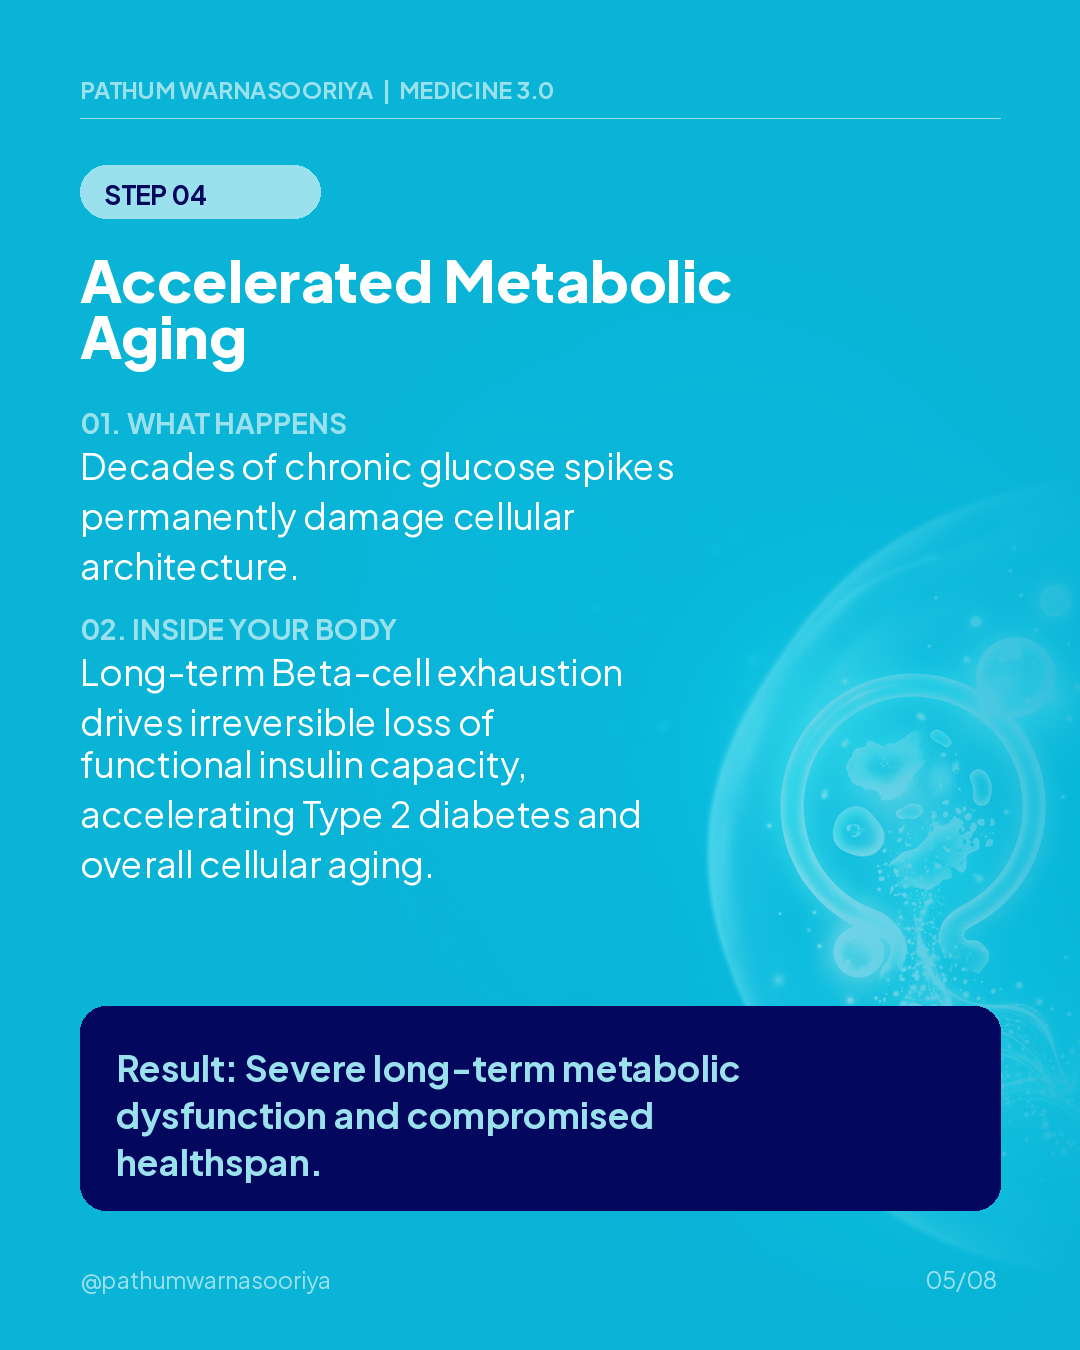 PATHUM WARNASOORIYA | MEDICINE 3.0
STEP 04
Accelerated Metabolic
Aging
01. WHAT HAPPENS
Decades of chronic glucose spikes
permanently damage cellular
architecture.
02. INSIDE YOUR BODY
Long-term Beta-cell exhaustion
drives irreversible loss of
functional insulin capacity,
accelerating Type 2 diabetes and
overall cellular aging.
Result: Severe long-term metabolic
dysfunction and compromised
healthspan.
@pathumwarnasooriya
05/08